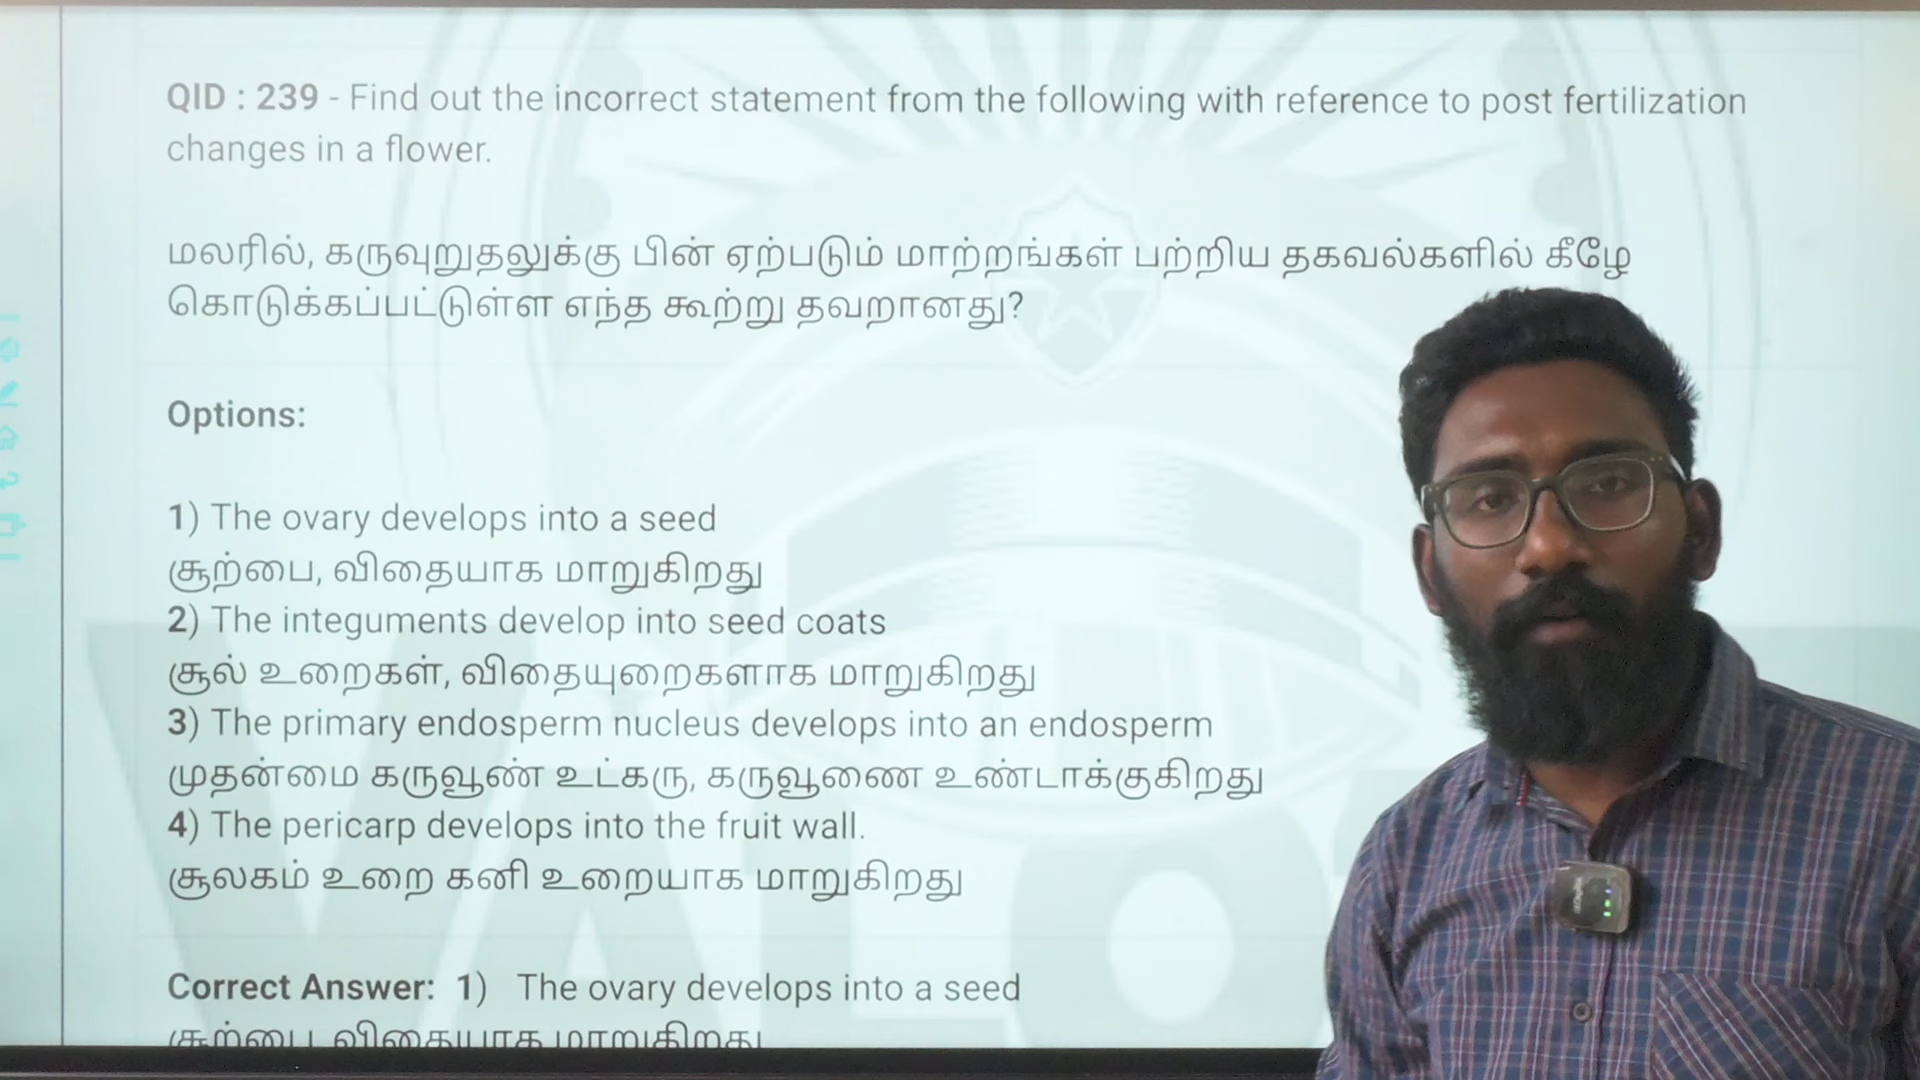 QID : 239 - Find out the incorrect statement from the following with reference to post fertilization
changes in a flower.
மலரில், கருவுறுதலுக்கு பின் ஏற்படும் மாற்றங்கள் பற்றிய தகவல்களில் கீழே
கொடுக்கப்பட்டுள்ள எந்த கூற்று தவறானது?
Options:
1) The ovary develops into a seed
சூற்பை, விதையாக மாறுகிறது
2) The integuments develop into seed coats
சூல் உறைகள், விதையுறைகளாக மாறுகிறது
3) The primary endosperm nucleus develops into an endosperm
முதன்மை கருவூண் உட்கரு, கருவூணை உண்டாக்குகிறது
4) The pericarp develops into the fruit wall.
சூலகம் உறை கனி உறையாக மாறுகிறது
Correct Answer: 1) The ovary develops into a seed
சூற்பை, விதையாக மாறுகிறது